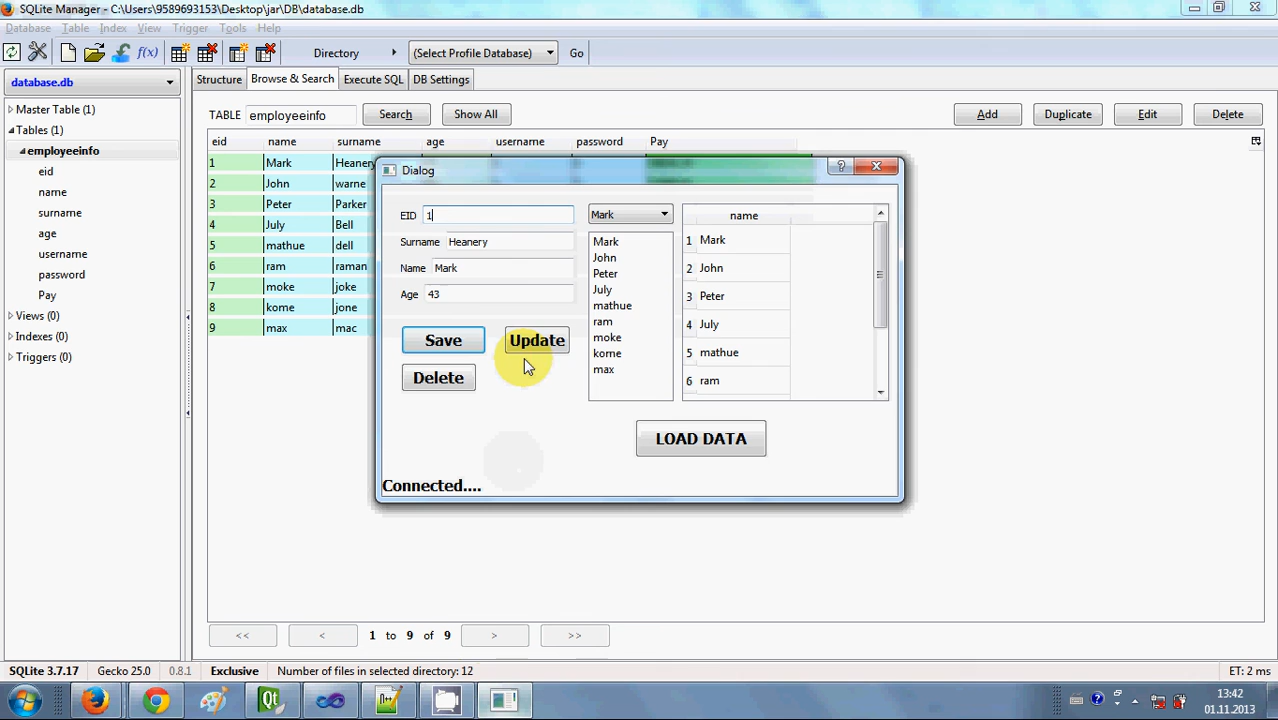 SQLite Manager - C:\Users\9589693153\Desktop\jar\DB\database.db
Database Table Index View Trigger Tools Help
f(x) Directory (Select Profile Database) Go
database.db
Structure Browse & Search Execute SQL DB Settings
Master Table (1)
Tables (1)
employeeinfo
eid
name
surname
age
username
password
Pay
Views (0)
Indexes (0)
Triggers (0)
TABLE employeeinfo Search Show All Add Duplicate Edit Delete
eid name surname age username password Pay
1 Mark Heanery
2 John warne
3 Peter Parker
4 July Bell
5 mathue dell
6 ram raman
7 moke joke
8 kome jone
9 max mac
Dialog
EID 1
Surname Heanery
Name Mark
Age 43
Save Update
Delete
Mark
Mark
John
Peter
July
mathue
ram
moke
kome
max
name
1 Mark
2 John
3 Peter
4 July
5 mathue
6 ram
LOAD DATA
Connected....
<< < 1 to 9 of 9 > >>
SQLite 3.7.17 Gecko 25.0 0.8.1 Exclusive Number of files in selected directory: 12 ET: 2 ms
Qt
13:42
01.11.2013